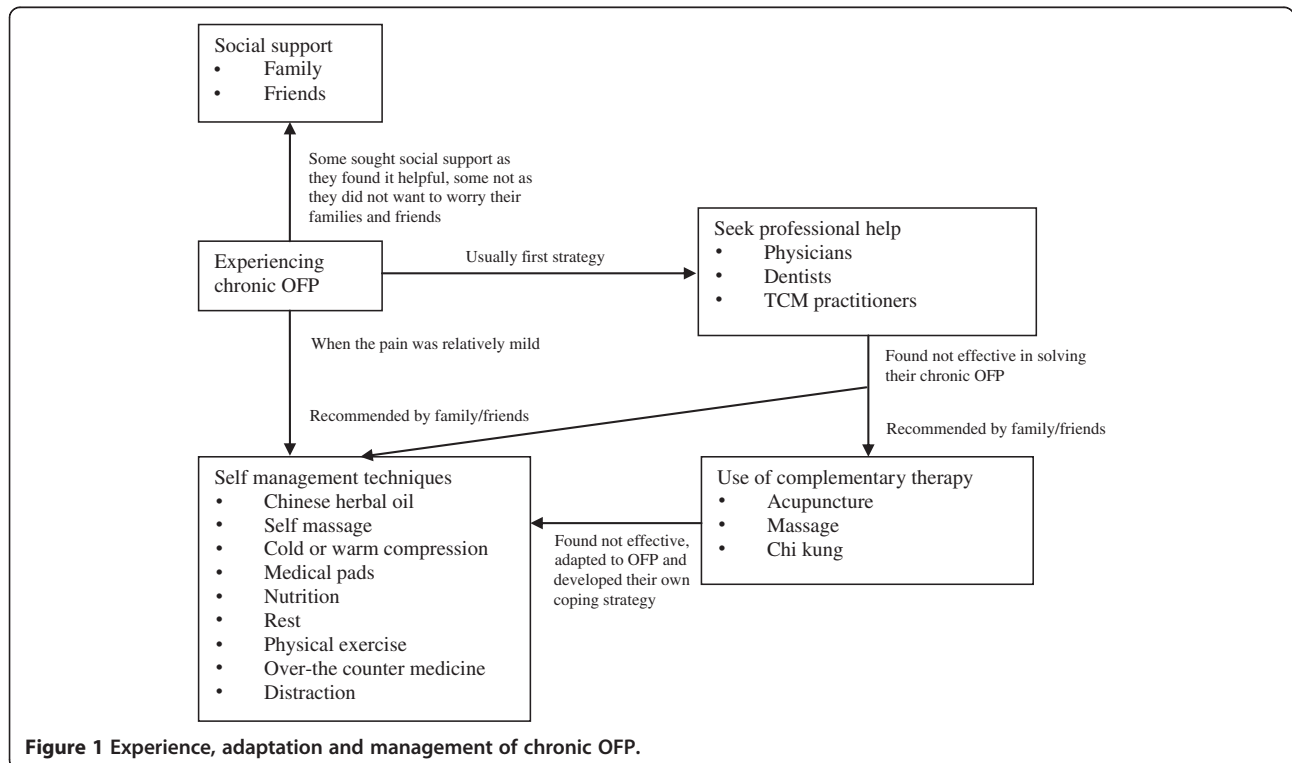 Social support
• Family
• Friends
Some sought social support as
they found it helpful, some not as
they did not want to worry their
families and friends
Experiencing
chronic OFP
Usually first strategy
Seek professional help
• Physicians
• Dentists
• TCM practitioners
When the pain was relatively mild
Found not effective in solving
their chronic OFP
Recommended by family/friends
Recommended by family/friends
Self management techniques
• Chinese herbal oil
• Self massage
• Cold or warm compression
• Medical pads
• Nutrition
• Rest
• Physical exercise
• Over-the counter medicine
• Distraction
Found not effective,
adapted to OFP and
developed their own
coping strategy
Use of complementary therapy
• Acupuncture
• Massage
• Chi kung
Figure 1 Experience, adaptation and management of chronic OFP.